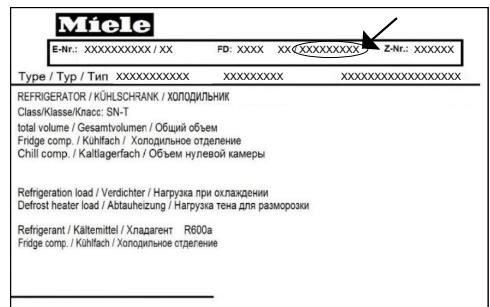 Miele
E-Nr.: XXXXXXXXXX / XX FD: XXXX XX XXXXXXXXX Z-Nr.: XXXXXX
Type / Typ / Тип XXXXXXXXXXX XXXXXXXXX XXXXXXXXXXXXXXXXXX
REFRIGERATOR / KÜHLSCHRANK / ХОЛОДИЛЬНИК
Class/Klasse/Класс: SN-T
total volume / Gesamtvolumen / Общий объем
Fridge comp. / Kühlfach / Холодильное отделение
Chill comp. / Kaltlagerfach / Объем нулевой камеры
Refrigeration load / Verdichter / Нагрузка при охлаждении
Defrost heater load / Abtauheizung / Нагрузка тена для разморозки
Refrigerant / Kältemittel / Хладагент R600a
Fridge comp. / Kühlfach / Холодильное отделение